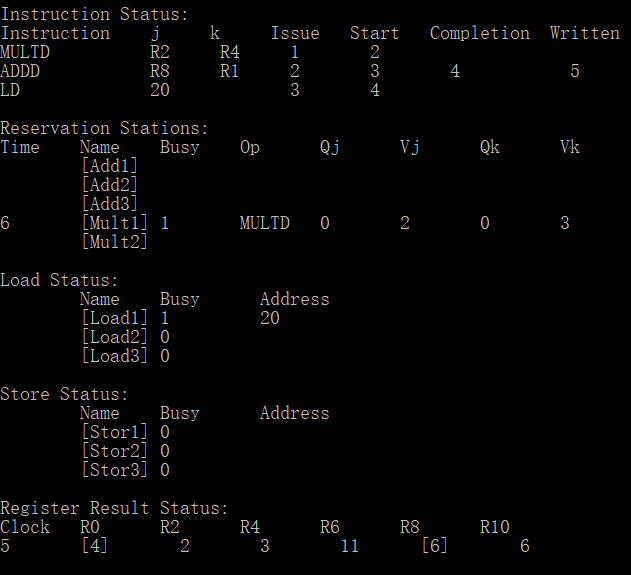 Instruction Status:
Instruction j k Issue Start Completion Written
MULTD R2 R4 1 2
ADDD R8 R1 2 3 4 5
LD 20 3 4
Reservation Stations:
Time Name Busy Op Qj Vj Qk Vk
[Add1]
[Add2]
[Add3]
6 [Mult1] 1 MULTD 0 2 0 3
[Mult2]
Load Status:
Name Busy Address
[Load1] 1 20
[Load2] 0
[Load3] 0
Store Status:
Name Busy Address
[Stor1] 0
[Stor2] 0
[Stor3] 0
Register Result Status:
Clock R0 R2 R4 R6 R8 R10
5 [4] 2 3 11 [6] 6